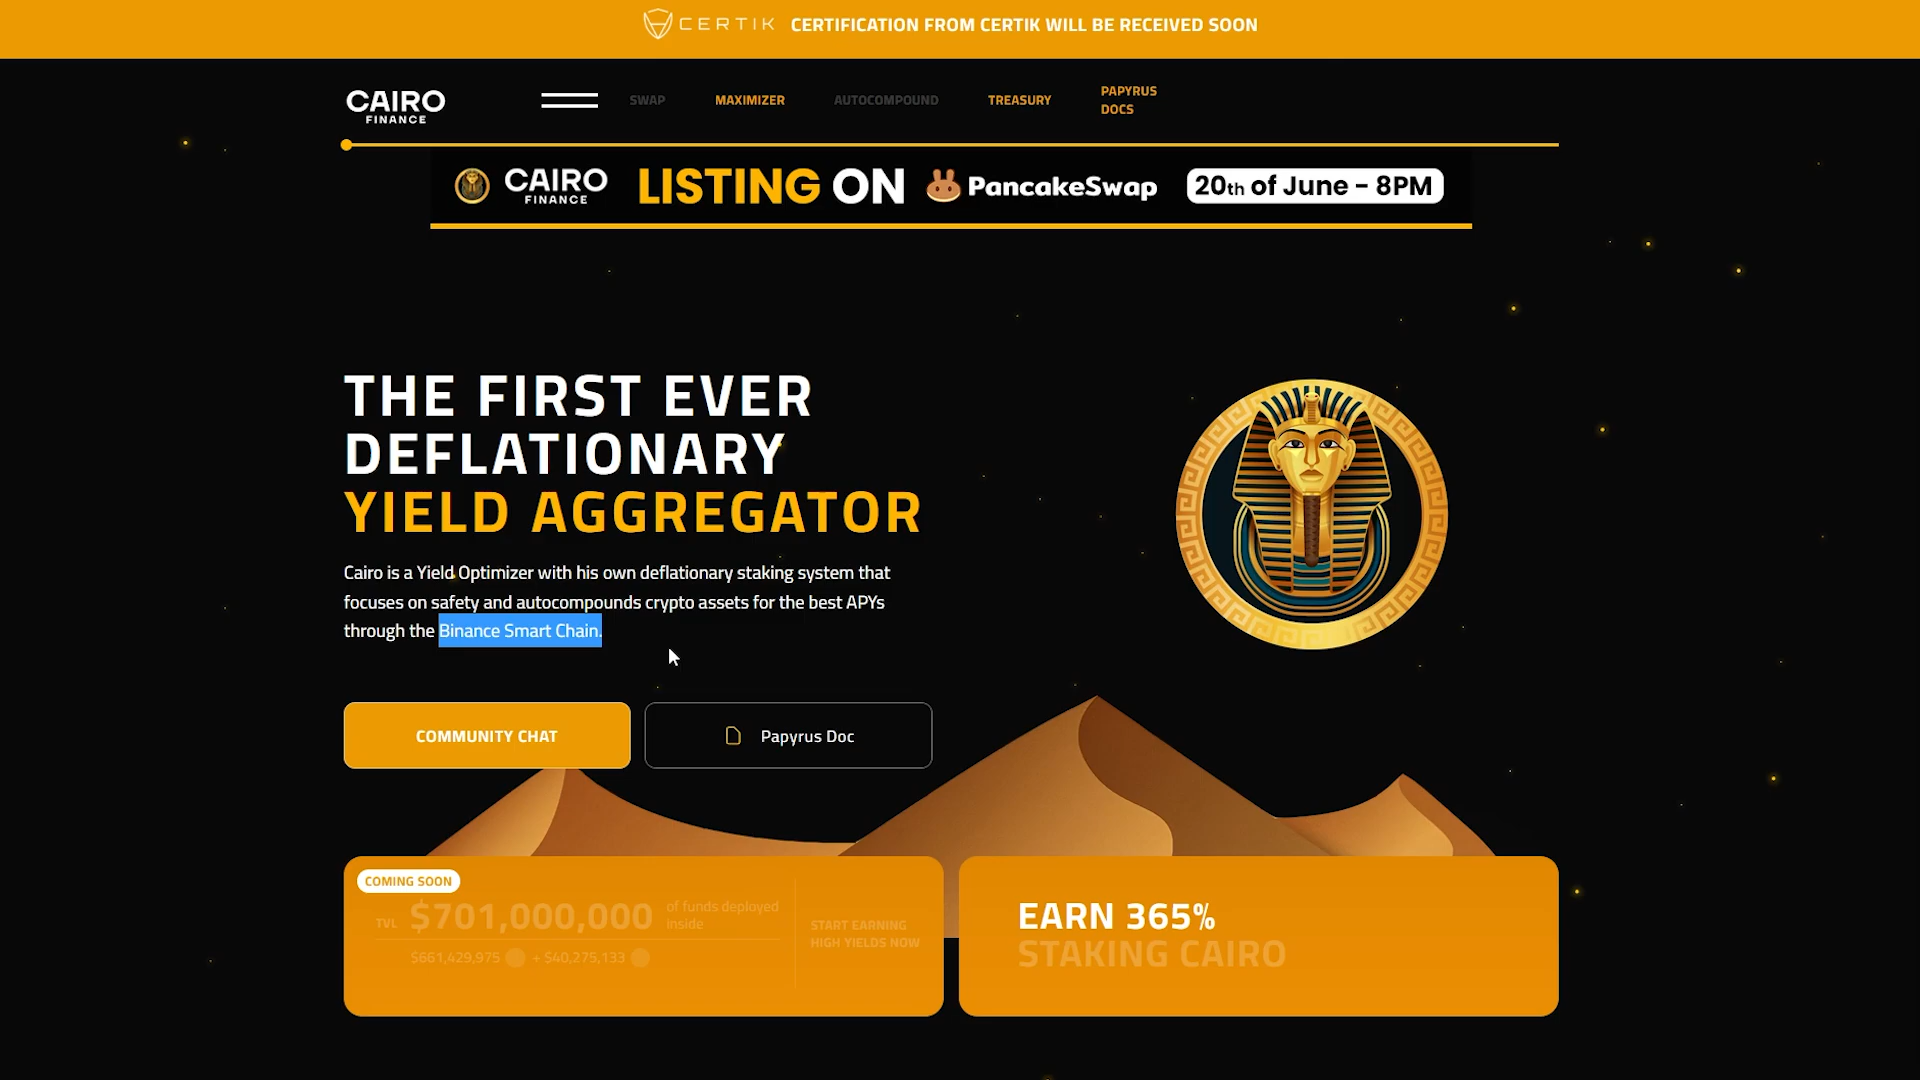 CERTIK CERTIFICATION FROM CERTIK WILL BE RECEIVED SOON
CAIRO
FINANCE
SWAP
MAXIMIZER
AUTOCOMPOUND
TREASURY
PAPYRUS
DOCS
CAIRO
FINANCE
LISTING ON
PancakeSwap
20th of June - 8PM
THE FIRST EVER
DEFLATIONARY
YIELD AGGREGATOR
Cairo is a Yield Optimizer with his own deflationary staking system that
focuses on safety and autocompounds crypto assets for the best APYs
through the Binance Smart Chain.
COMMUNITY CHAT
Papyrus Doc
COMING SOON
TVL $701,000,000
of funds deployed
inside
$661,429,975 + $40,275,133
START EARNING
HIGH YIELDS NOW
EARN 365%
STAKING CAIRO